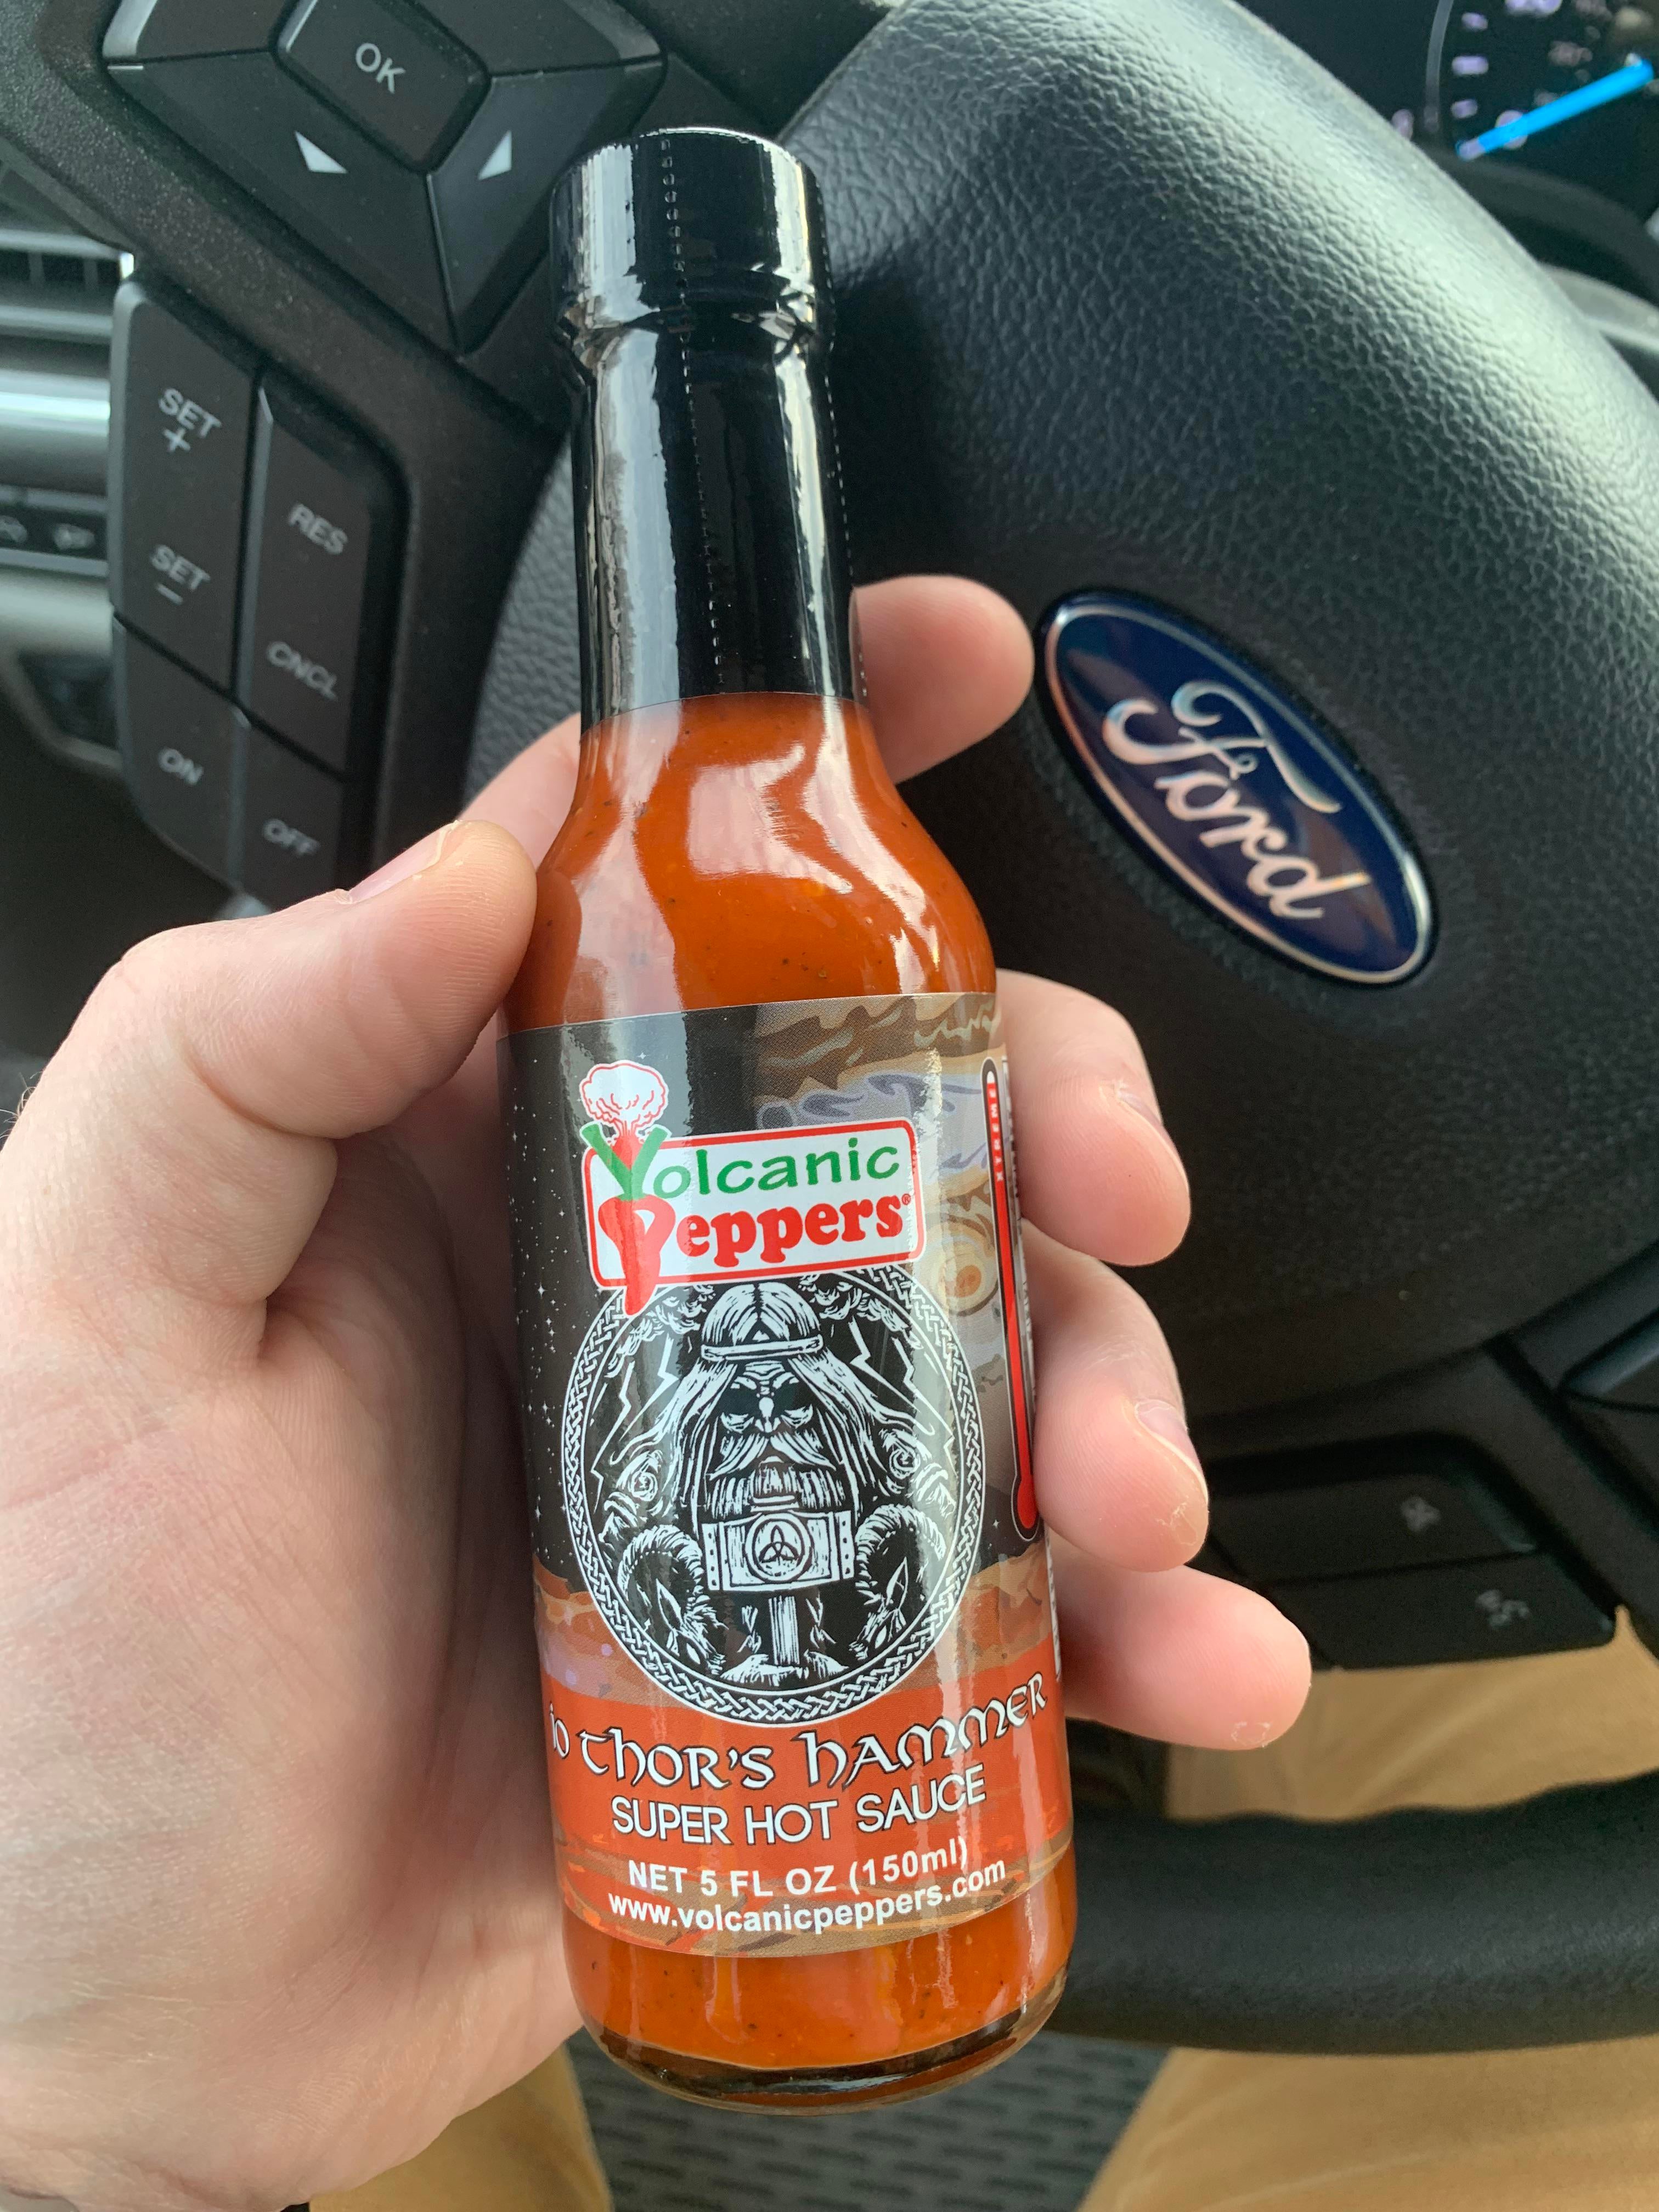 OK
SET
+
RES
SET
–
CNCL
ON
OFF
Ford
Volcanic
Peppers®
XTREME
IO THOR'S HAMMER
SUPER HOT SAUCE
NET 5 FL OZ (150ml)
www.volcanicpeppers.com